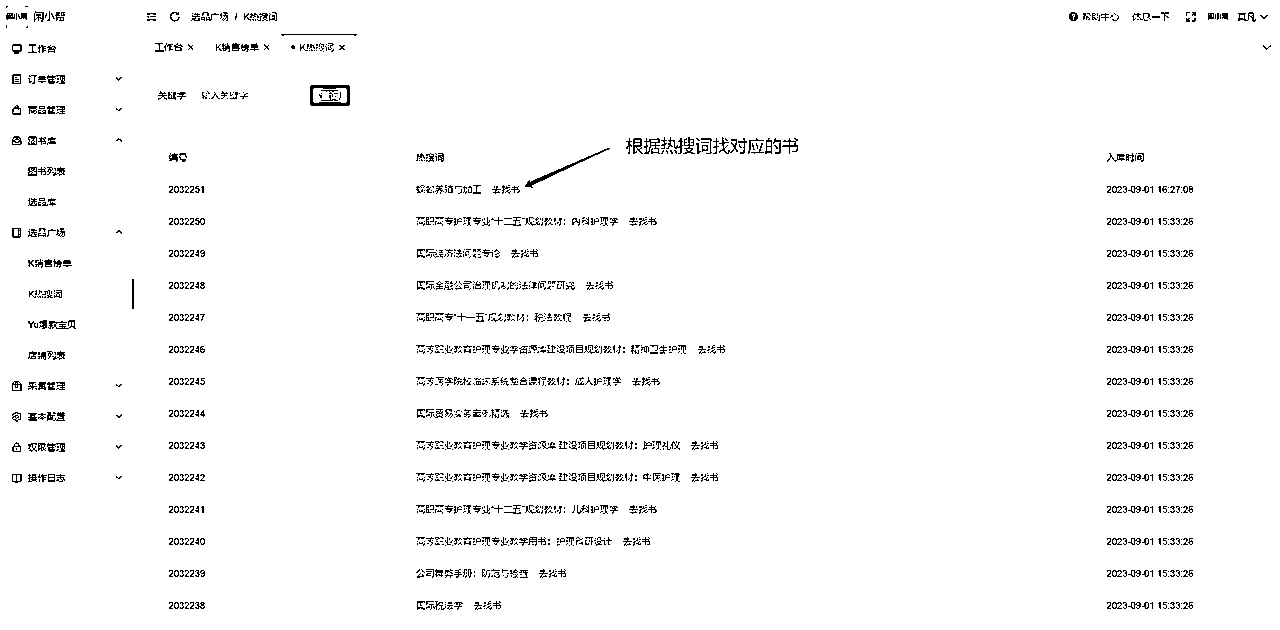 闲小帮 选品广场 / K热搜词 帮助中心 体息一下
工作台 K销售榜单 K热搜词
工作台
订单管理
商品管理
图书库
图书列表
选品库
选品广场
K销售榜单
K热搜词
店铺列表
采集管理
基本配置
权限管理
操作日志
关键字 输入关键字
根据热搜词找对应的书
编号 热搜词 入库时间
2032251 养殖与加工 去找书 2023-09-01 16:27:08
2032250 高职高专护理专业"十二五"规划教材：内科护理学 去找书 2023-09-01 15:33:26
2032249 国际经济法问题专论 去找书 2023-09-01 15:33:26
2032248 国际金融公司治理机制的法律问题研究 去找书 2023-09-01 15:33:26
2032247 高职高专"十一五"规划教材：税法教程 去找书 2023-09-01 15:33:26
2032246 高等职业教育护理专业教学资源库建设项目规划教材：精神卫生护理 去找书 2023-09-01 15:33:26
2032245 高等医学院校临床系统整合课程教材：成人护理学 去找书 2023-09-01 15:33:26
2032244 国际贸易实务案例精选 去找书 2023-09-01 15:33:26
2032243 高等职业教育护理专业教学资源库建设项目规划教材：护理礼仪 去找书 2023-09-01 15:33:26
2032242 高等职业教育护理专业教学资源库建设项目规划教材：中医护理 去找书 2023-09-01 15:33:26
2032241 高职高专护理专业"十二五"规划教材：儿科护理学 去找书 2023-09-01 15:33:26
2032240 高等职业教育护理专业教学用书：护理科研设计 去找书 2023-09-01 15:33:26
2032239 公司舞弊手册：防范与检查 去找书 2023-09-01 15:33:26
2032238 国际税法学 去找书 2023-09-01 15:33:26